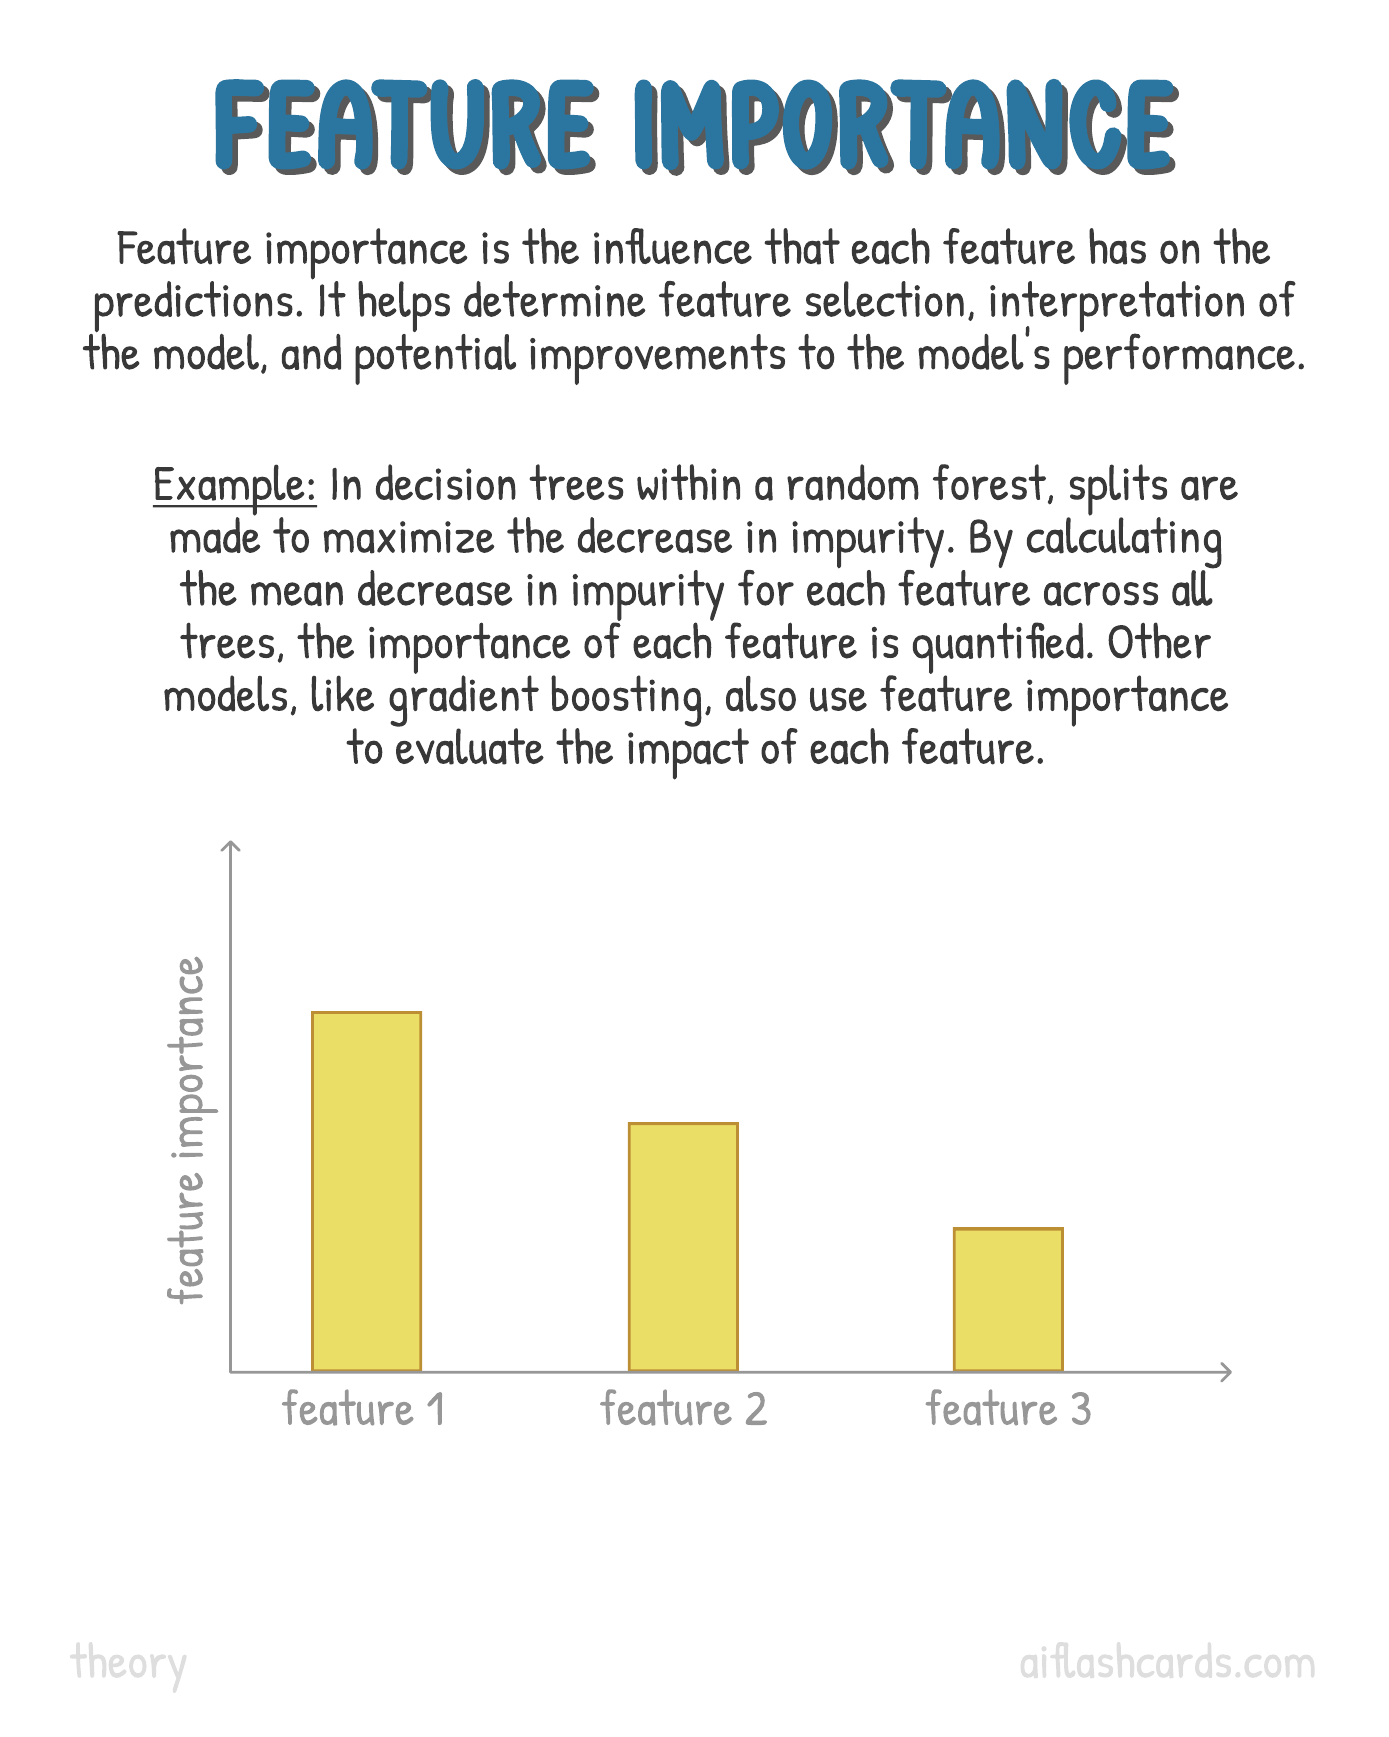 FEATURE IMPORTANCE
Feature importance is the influence that each feature has on the
predictions. It helps determine feature selection, interpretation of
the model, and potential improvements to the model's performance.
Example: In decision trees within a random forest, splits are
made to maximize the decrease in impurity. By calculating
the mean decrease in impurity for each feature across all
trees, the importance of each feature is quantified. Other
models, like gradient boosting, also use feature importance
to evaluate the impact of each feature.
feature importance
feature 1
feature 2
feature 3
theory
aiflashcards.com